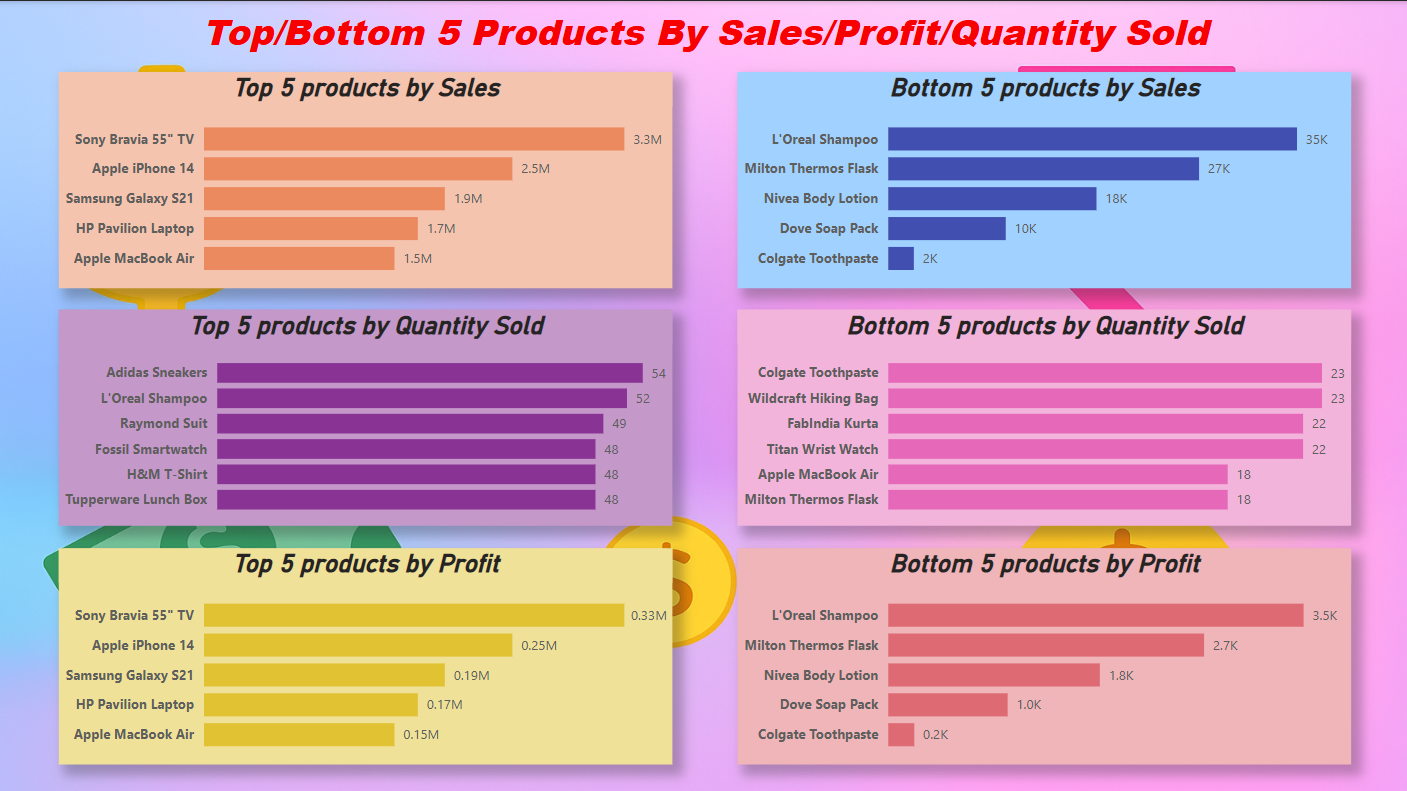 Top/Bottom 5 Products By Sales/Profit/Quantity Sold
Top 5 products by Sales
Sony Bravia 55" TV 3.3M
Apple iPhone 14 2.5M
Samsung Galaxy S21 1.9M
HP Pavilion Laptop 1.7M
Apple MacBook Air 1.5M
Bottom 5 products by Sales
L'Oreal Shampoo 35K
Milton Thermos Flask 27K
Nivea Body Lotion 18K
Dove Soap Pack 10K
Colgate Toothpaste 2K
Top 5 products by Quantity Sold
Adidas Sneakers 54
L'Oreal Shampoo 52
Raymond Suit 49
Fossil Smartwatch 48
H&M T-Shirt 48
Tupperware Lunch Box 48
Bottom 5 products by Quantity Sold
Colgate Toothpaste 23
Wildcraft Hiking Bag 23
FabIndia Kurta 22
Titan Wrist Watch 22
Apple MacBook Air 18
Milton Thermos Flask 18
Top 5 products by Profit
Sony Bravia 55" TV 0.33M
Apple iPhone 14 0.25M
Samsung Galaxy S21 0.19M
HP Pavilion Laptop 0.17M
Apple MacBook Air 0.15M
Bottom 5 products by Profit
L'Oreal Shampoo 3.5K
Milton Thermos Flask 2.7K
Nivea Body Lotion 1.8K
Dove Soap Pack 1.0K
Colgate Toothpaste 0.2K